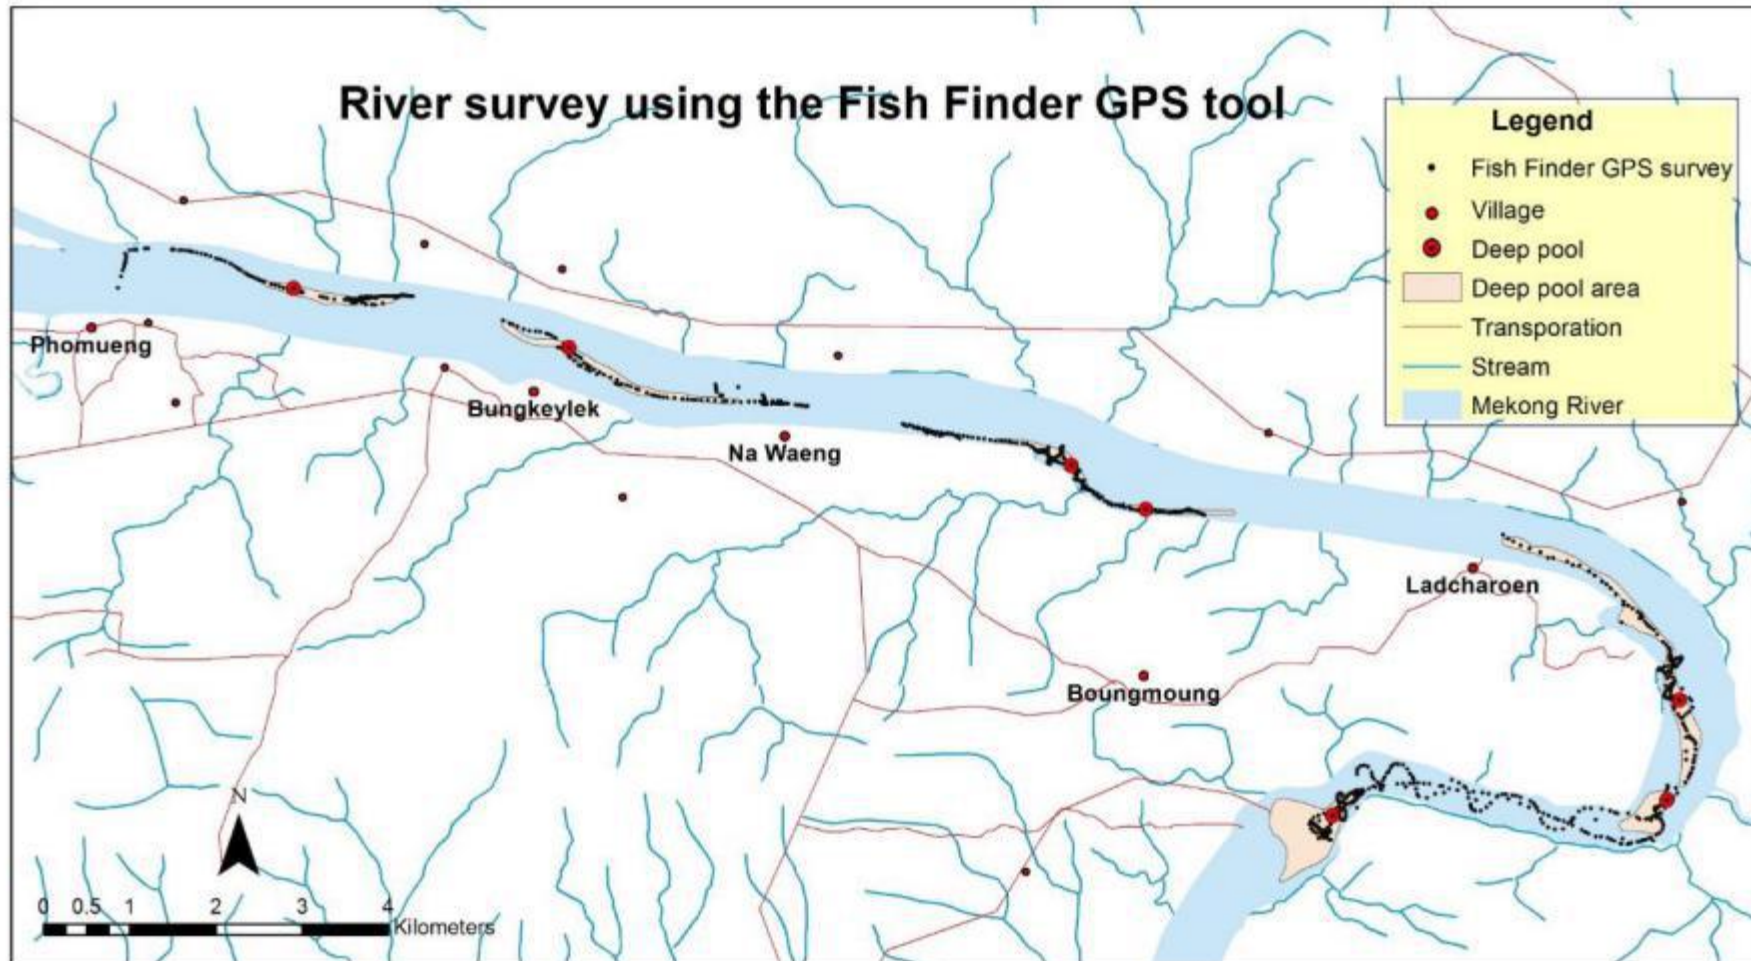 River survey using the Fish Finder GPS tool
Legend
Fish Finder GPS survey
Village
Deep pool
Deep pool area
Transporation
Stream
Mekong River
Phomueng
Bungkeylek
Na Waeng
Ladcharoen
Boungmoung
N
0 0.5 1 2 3 4
Kilometers